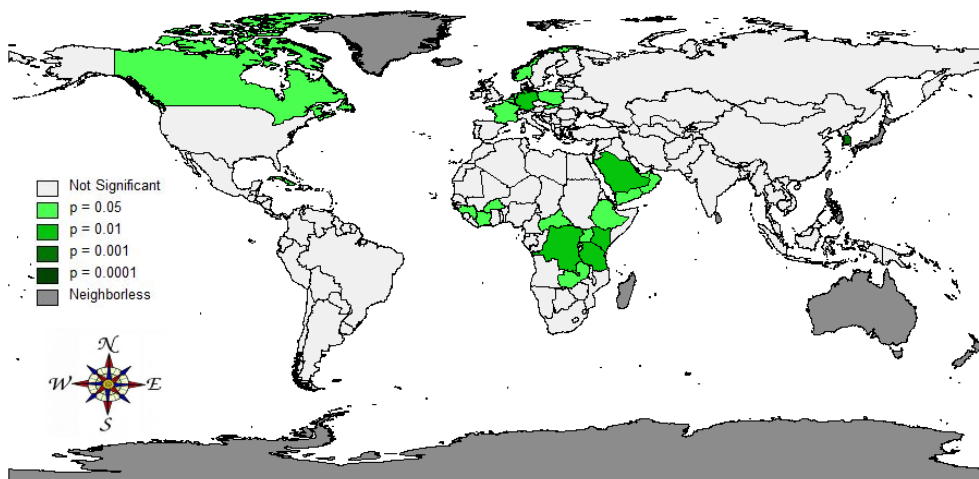 Not Significant
p = 0.05
p = 0.01
p = 0.001
p = 0.0001
Neighborless
N
W E
S